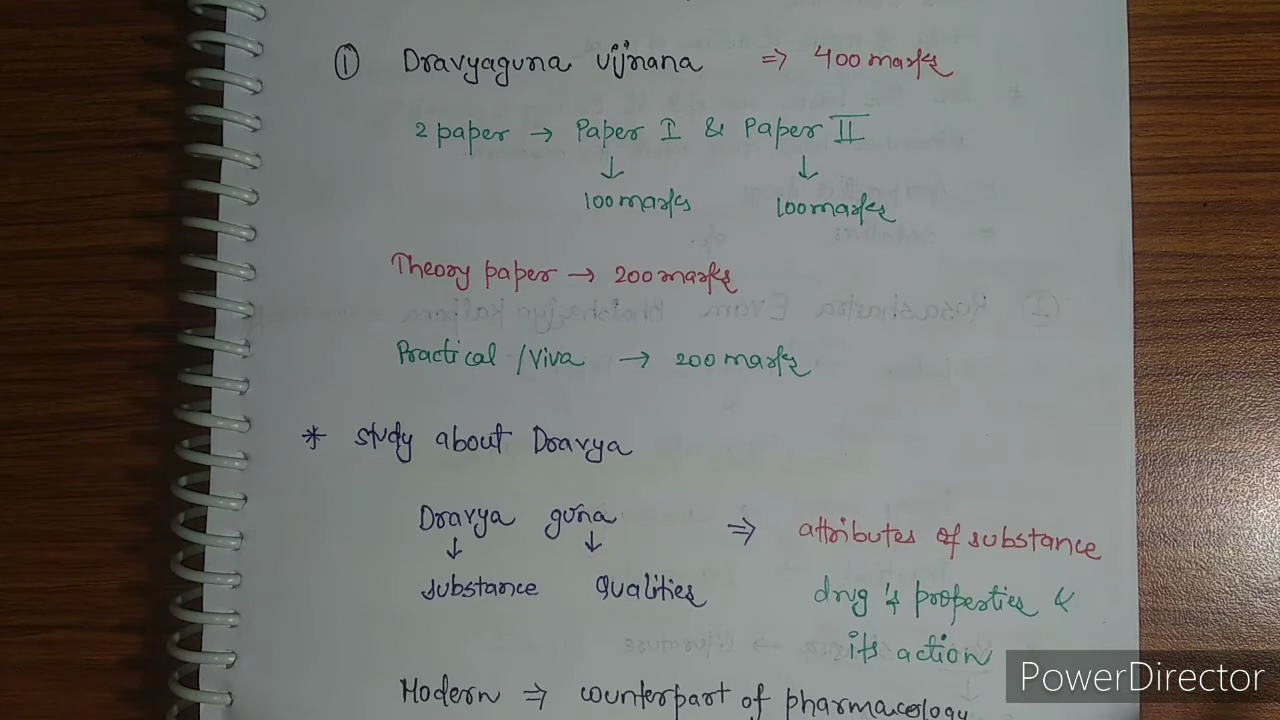 ① Dravyaguna vijnana ⇒ 400 marks
2 paper → Paper I & Paper II
↓ ↓
100 marks 100 marks
Theory paper → 200 marks
Practical / Viva → 200 marks
* study about Dravya
Dravya guna ⇒ attributes of substance
↓ ↓
substance qualities drug's properties &
its action
Modern ⇒ counterpart of pharmacology
PowerDirector